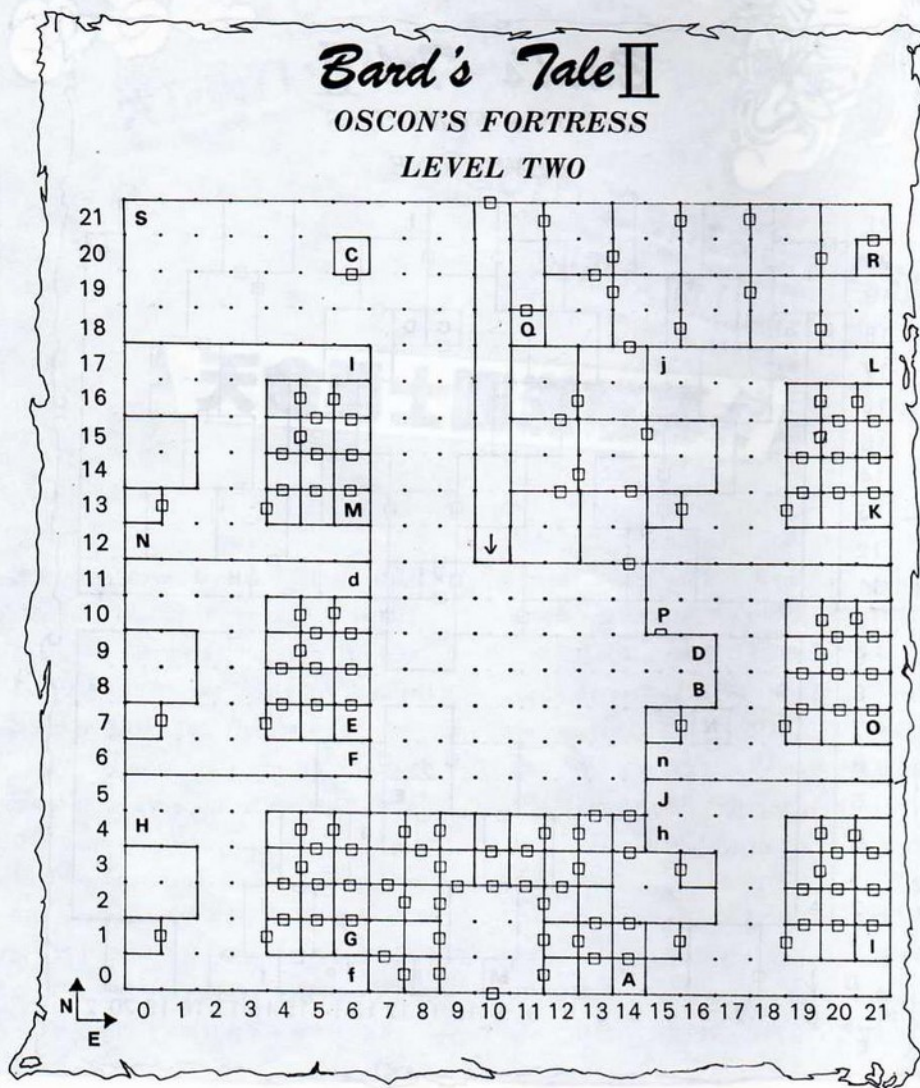 Bard's Tale II
OSCON'S FORTRESS
LEVEL TWO
21 S
20 C R
19
18 Q
17 I j L
16
15
14
13 M K
12 N ↓
11 d
10 P
9 D
8 B
7 E O
6 F n
5 J
4 H h
3
2
1 G I
0 f A
N 0 1 2 3 4 5 6 7 8 9 10 11 12 13 14 15 16 17 18 19 20 21
E